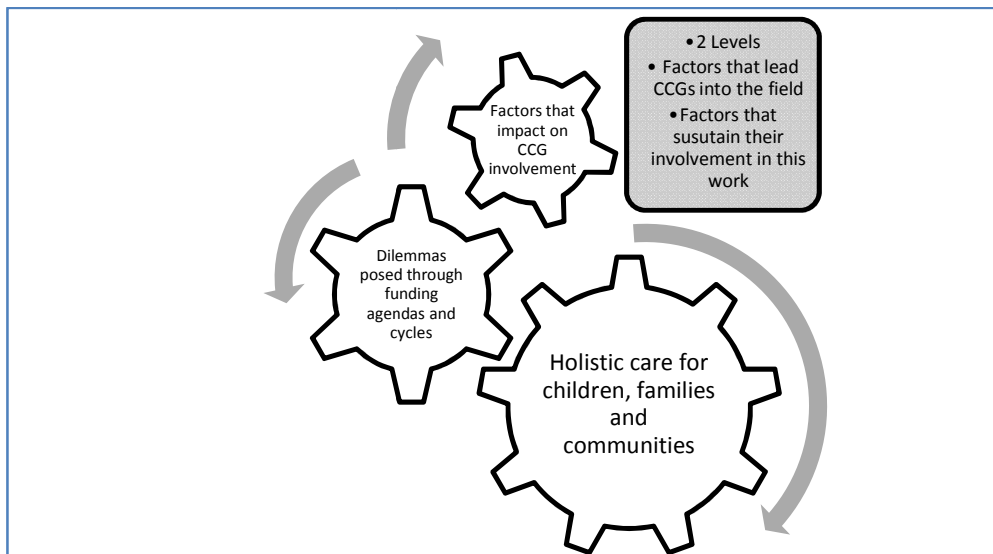 •2 Levels
• Factors that lead
CCGs into the field
•Factors that
susutain their
involvement in this
work
Factors that
impact on
CCG
involvement
Dilemmas
posed through
funding
agendas and
cycles
Holistic care for
children, families
and
communities